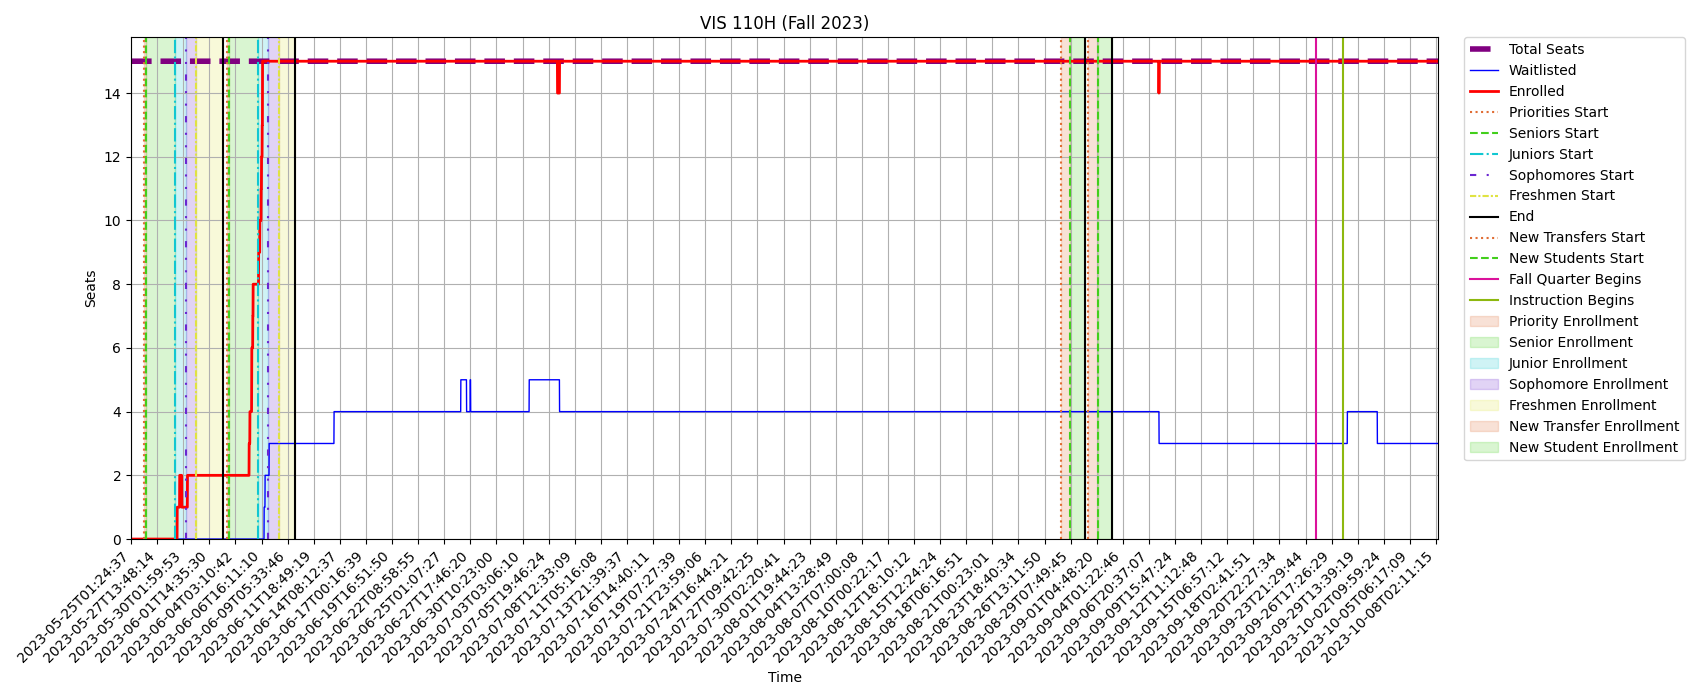 VIS 110H (Fall 2023)
Seats
14
12
10
8
6
4
2
0
2023-05-25T01:24:37
2023-05-27T13:48:14
2023-05-30T01:59:53
2023-06-01T14:35:30
2023-06-04T03:10:42
2023-06-06T16:11:10
2023-06-09T05:33:46
2023-06-11T18:49:19
2023-06-14T08:12:37
2023-06-17T00:16:39
2023-06-19T16:51:50
2023-06-22T08:58:55
2023-06-25T01:07:27
2023-06-27T17:46:20
2023-06-30T10:23:00
2023-07-03T03:06:10
2023-07-05T19:46:24
2023-07-08T12:33:09
2023-07-11T05:16:08
2023-07-13T21:39:37
2023-07-16T14:40:11
2023-07-19T07:27:39
2023-07-21T23:59:06
2023-07-24T16:44:21
2023-07-27T09:42:25
2023-07-30T02:20:41
2023-08-01T19:44:23
2023-08-04T13:28:49
2023-08-07T07:00:08
2023-08-10T00:22:17
2023-08-12T18:10:12
2023-08-15T12:24:24
2023-08-18T06:16:51
2023-08-21T00:23:01
2023-08-23T18:40:34
2023-08-26T13:11:50
2023-08-29T07:49:45
2023-09-01T04:48:20
2023-09-04T01:22:46
2023-09-06T20:37:07
2023-09-09T15:47:24
2023-09-12T11:12:48
2023-09-15T06:57:12
2023-09-18T02:41:51
2023-09-20T22:27:34
2023-09-23T21:29:44
2023-09-26T17:26:29
2023-09-29T13:39:19
2023-10-02T09:59:24
2023-10-05T06:17:09
2023-10-08T02:11:15
Time
Total Seats
Waitlisted
Enrolled
Priorities Start
Seniors Start
Juniors Start
Sophomores Start
Freshmen Start
End
New Transfers Start
New Students Start
Fall Quarter Begins
Instruction Begins
Priority Enrollment
Senior Enrollment
Junior Enrollment
Sophomore Enrollment
Freshmen Enrollment
New Transfer Enrollment
New Student Enrollment